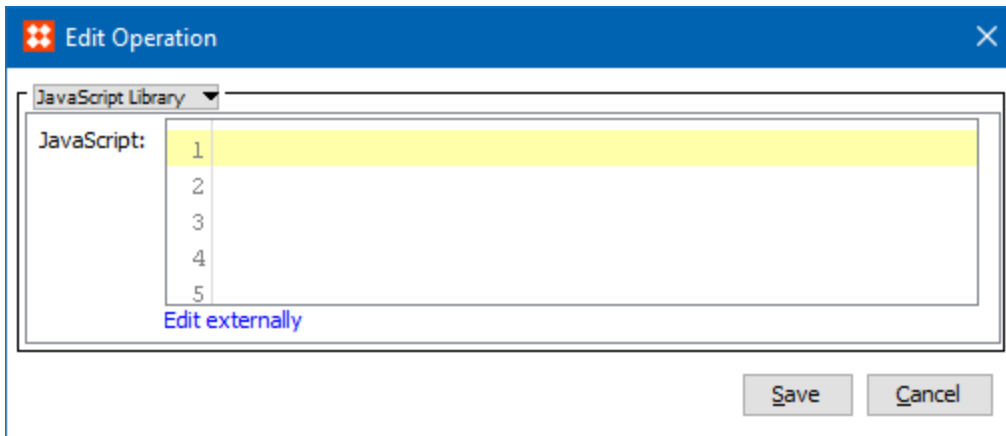 Edit Operation
JavaScript Library
JavaScript:
1
2
3
4
5
Edit externally
Save
Cancel